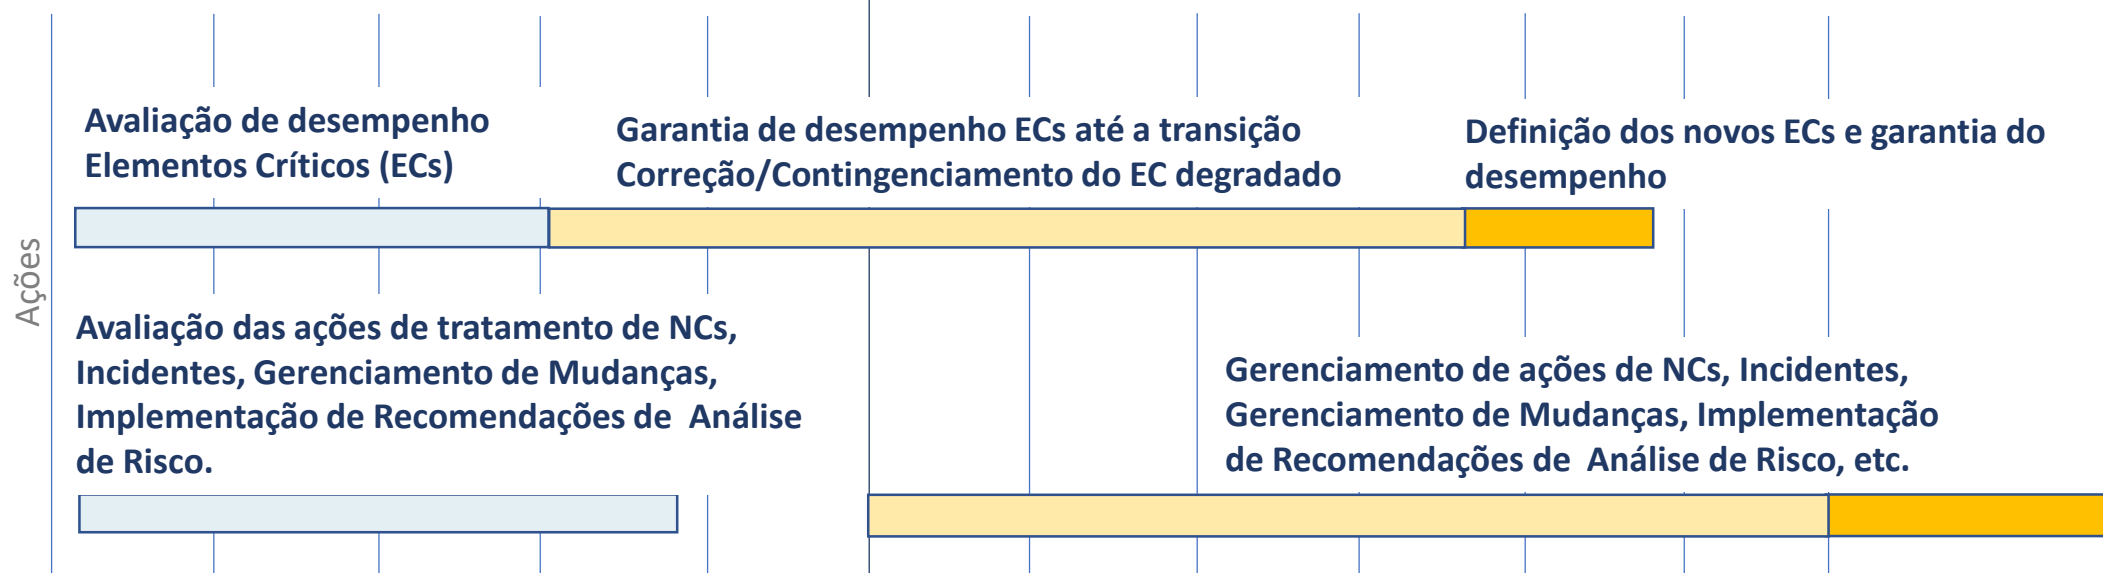 Avaliação de desempenho
Elementos Críticos (ECs)
Garantia de desempenho ECs até a transição
Correção/Contingenciamento do EC degradado
Definição dos novos ECs e garantia do
desempenho
Ações
Avaliação das ações de tratamento de NCs,
Incidentes, Gerenciamento de Mudanças,
Implementação de Recomendações de  Análise
de Risco.
Gerenciamento de ações de NCs, Incidentes,
Gerenciamento de Mudanças, Implementação
de Recomendações de  Análise de Risco, etc.